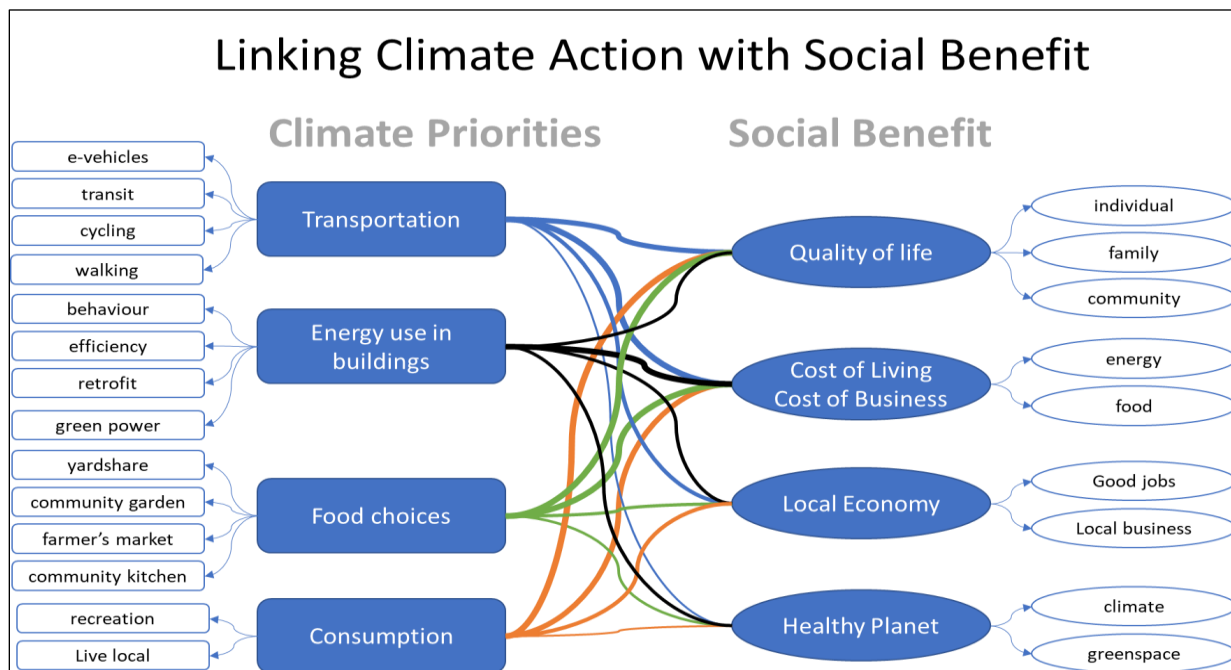 Linking Climate Action with Social Benefit
Climate Priorities
Social Benefit
e-vehicles
transit
cycling
walking
Transportation
behaviour
efficiency
retrofit
green power
Energy use in
buildings
yardshare
community garden
farmer’s market
community kitchen
Food choices
recreation
Live local
Consumption
Quality of life
individual
family
community
Cost of Living
Cost of Business
energy
food
Local Economy
Good jobs
Local business
Healthy Planet
climate
greenspace